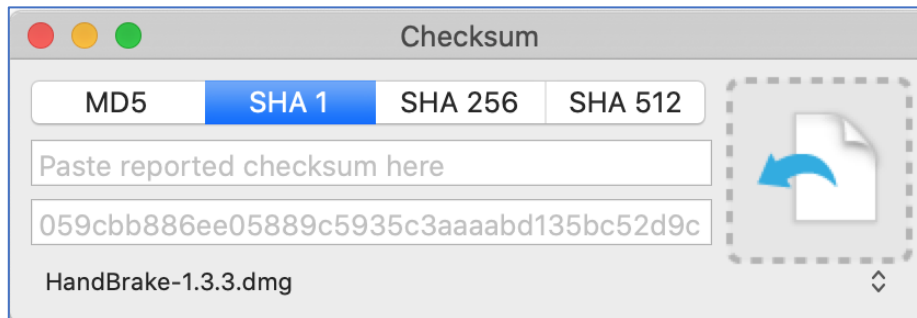 Checksum
MD5 SHA 1 SHA 256 SHA 512
Paste reported checksum here
059cbb886ee05889c5935c3aaaabd135bc52d9c
HandBrake-1.3.3.dmg